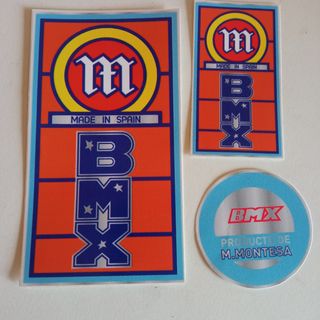 m
MADE IN SPAIN
BMX
m
MADE IN SPAIN
BMX
BMX
PRODUCTO DE
M.MONTESA